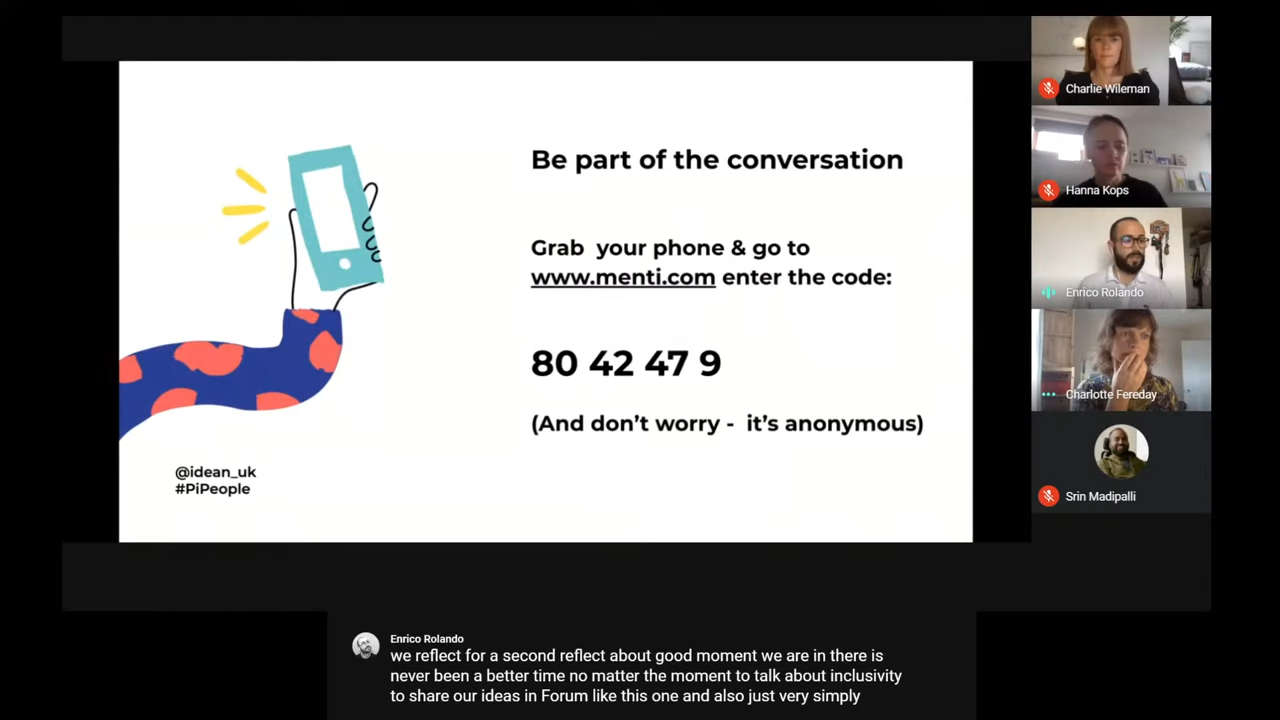 Be part of the conversation
Grab your phone & go to
www.menti.com enter the code:
80 42 47 9
(And don't worry - it's anonymous)
@idean_uk
#PiPeople
Charlie Wileman
Hanna Kops
Enrico Rolando
Charlotte Fereday
Srin Madipalli
Enrico Rolando
we reflect for a second reflect about good moment we are in there is
never been a better time no matter the moment to talk about inclusivity
to share our ideas in Forum like this one and also just very simply